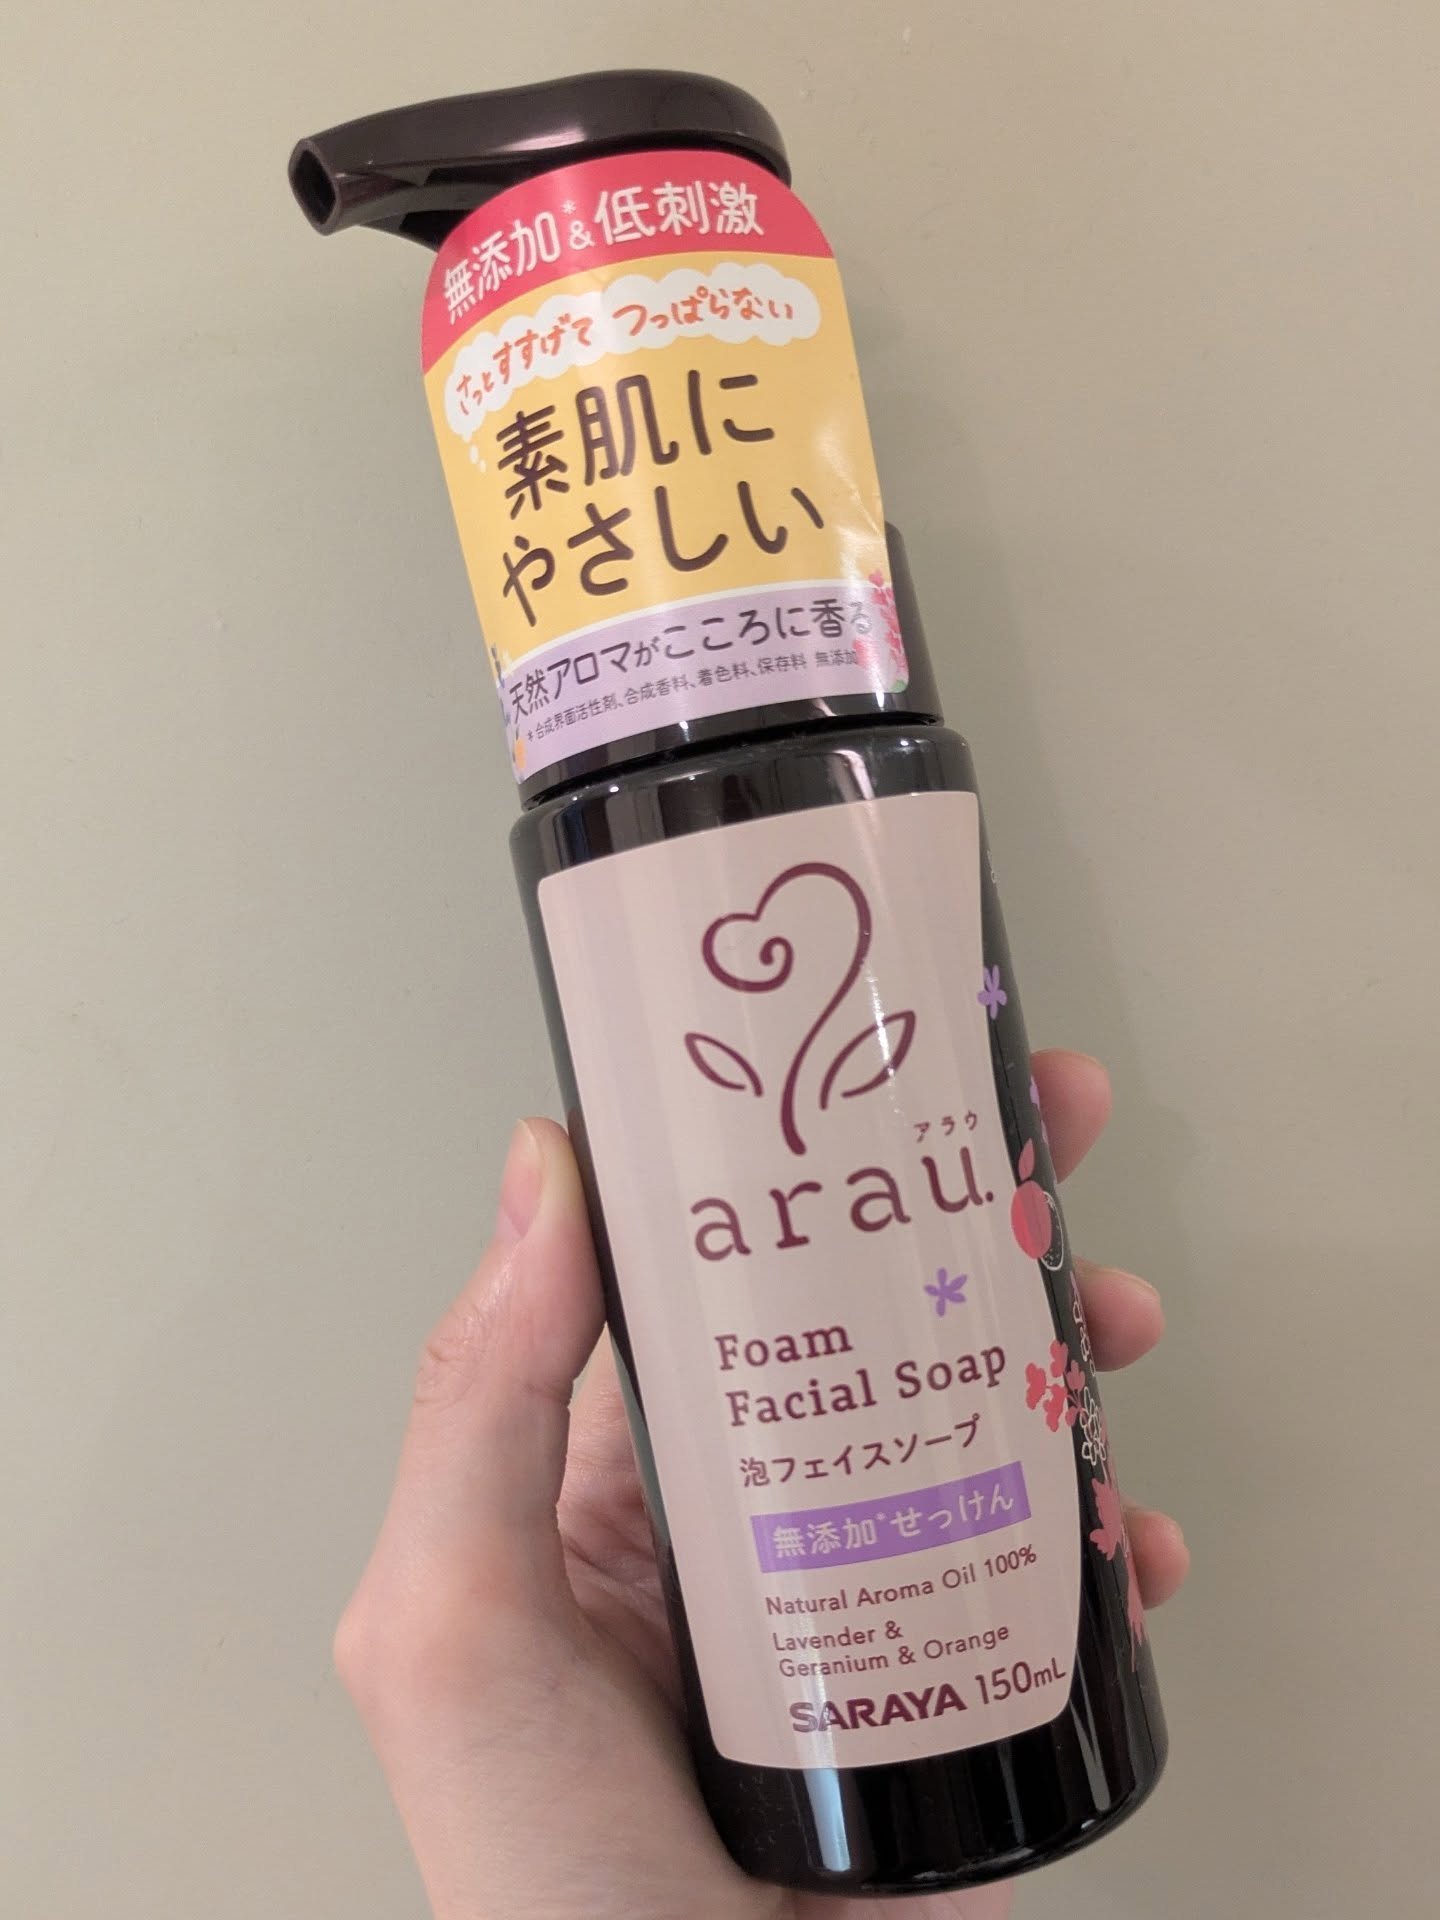 無添加*&低刺激
さっとすすげて つっぱらない
素肌に
やさしい
天然アロマがこころに香る
*合成界面活性剤、合成香料、着色料、保存料 無添加
アラウ
arau.
Foam
Facial Soap
泡フェイスソープ
無添加*せっけん
Natural Aroma Oil 100%
Lavender &
Geranium & Orange
SARAYA 150mL